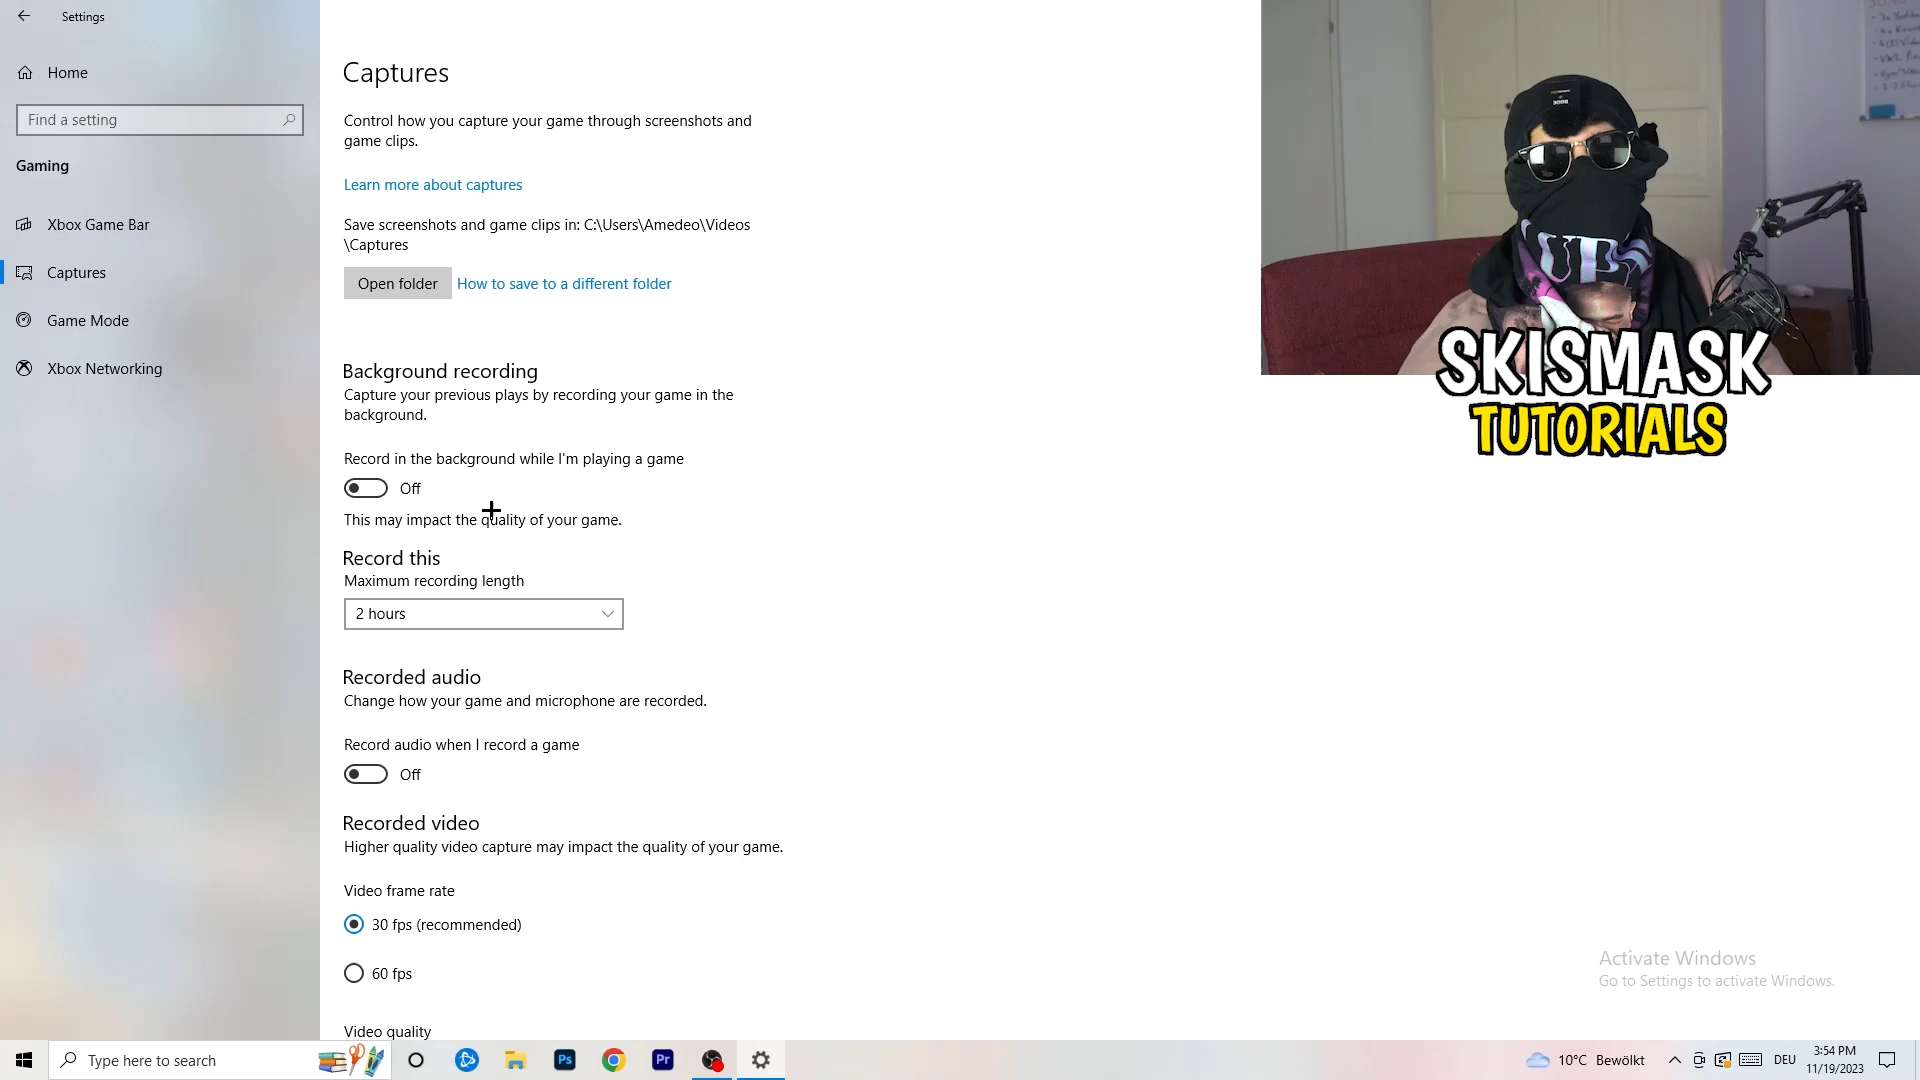 Settings
Home
Find a setting
Gaming
Xbox Game Bar
Captures
Game Mode
Xbox Networking
Captures
Control how you capture your game through screenshots and
game clips.
Learn more about captures
Save screenshots and game clips in: C:\Users\Amedeo\Videos
\Captures
Open folder
How to save to a different folder
Background recording
Capture your previous plays by recording your game in the
background.
Record in the background while I'm playing a game
Off
This may impact the quality of your game.
Record this
Maximum recording length
2 hours
Recorded audio
Change how your game and microphone are recorded.
Record audio when I record a game
Off
Recorded video
Higher quality video capture may impact the quality of your game.
Video frame rate
30 fps (recommended)
60 fps
Video quality
SKISMASK
TUTORIALS
Activate Windows
Go to Settings to activate Windows.
Type here to search
Ps
Pr
10°C Bewölkt
DEU
3:54 PM
11/19/2023